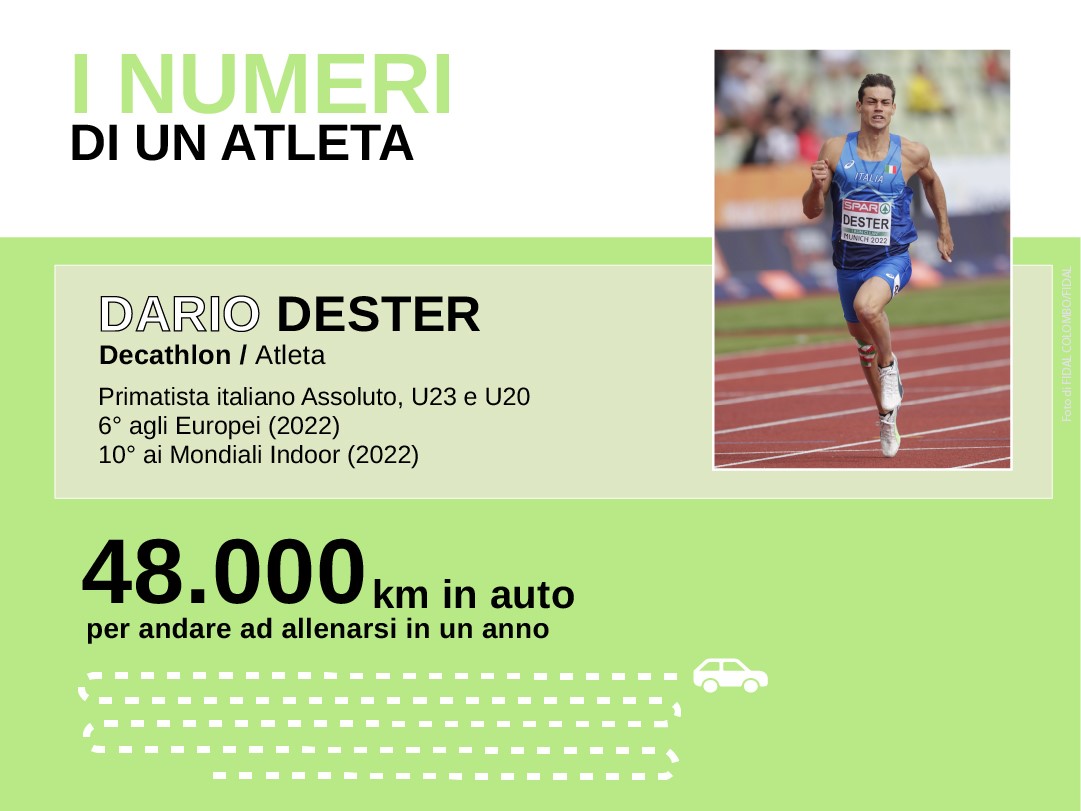 I NUMERI
DI UN ATLETA
ITALIA
SPAR
DESTER
MUNICH 2022
DARIO DESTER
Decathlon / Atleta
Primatista italiano Assoluto, U23 e U20
6° agli Europei (2022)
10° ai Mondiali Indoor (2022)
Foto di FIDAL COLOMBO/FIDAL
48.000 km in auto
per andare ad allenarsi in un anno